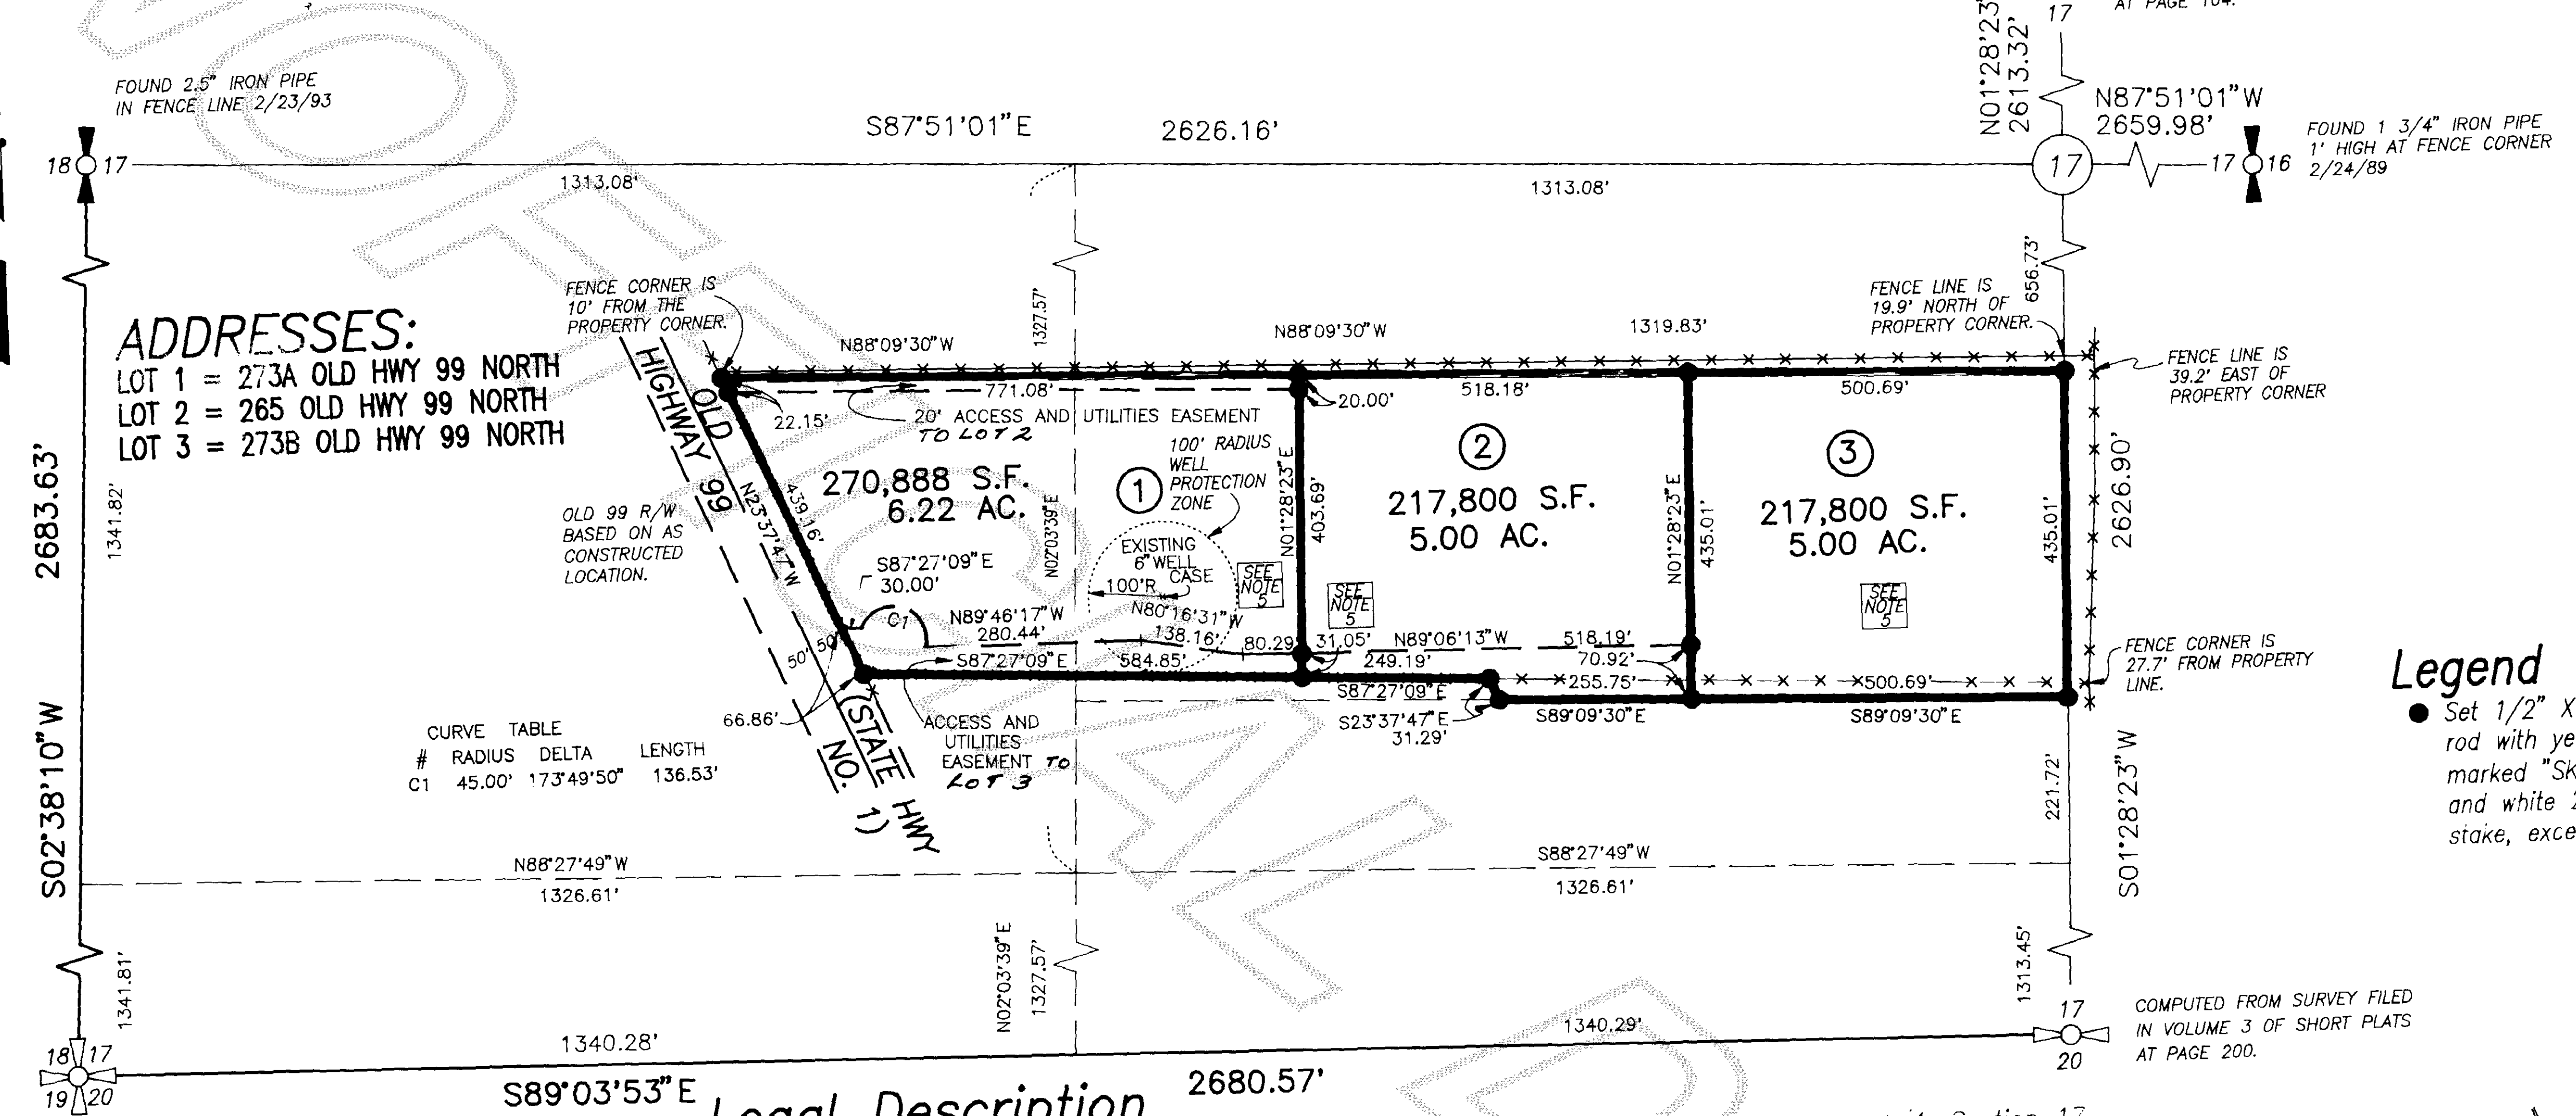 AT PAGE 164.
17
N01°28'23"
2613.32'
FOUND 2.5" IRON PIPE
IN FENCE LINE 2/23/93
S87°51'01"E 2626.16'
N87°51'01"W
2659.98'
FOUND 1 3/4" IRON PIPE
1' HIGH AT FENCE CORNER
2/24/89
18 17
1313.08'
1313.08'
17
17 16
656.73'
FENCE CORNER IS
10' FROM THE
PROPERTY CORNER.
1327.57'
FENCE LINE IS
19.9' NORTH OF
PROPERTY CORNER.
ADDRESSES:
LOT 1 = 273A OLD HWY 99 NORTH
LOT 2 = 265 OLD HWY 99 NORTH
LOT 3 = 273B OLD HWY 99 NORTH
N88°09'30"W
N88°09'30"W
1319.83'
FENCE LINE IS
39.2' EAST OF
PROPERTY CORNER
OLD
HIGHWAY 99
(STATE HWY
NO. 1)
771.08'
20.00'
518.18'
500.69'
22.15'
20' ACCESS AND UTILITIES EASEMENT
TO LOT 2
100' RADIUS
WELL
PROTECTION
ZONE
1
2
3
270,888 S.F.
6.22 AC.
217,800 S.F.
5.00 AC.
217,800 S.F.
5.00 AC.
2683.63'
S02°38'10"W
1341.82'
OLD 99 R/W
BASED ON AS
CONSTRUCTED
LOCATION.
439.16'
N23°37'47"W
N02°03'39"E
N01°28'23"E
403.69'
N01°28'23"E
435.01'
435.01'
2626.90'
S01°28'23"W
S87°27'09"E
30.00'
C1
EXISTING
6" WELL
CASE
100'R
SEE
NOTE
5
SEE
NOTE
5
SEE
NOTE
5
N89°46'17"W
280.44'
N80°16'31"W
138.16'
80.29'
31.05'
N89°06'13"W
518.19'
50' 50'
S87°27'09"E
584.85'
249.19'
70.92'
S87°27'09"E
255.75'
500.69'
FENCE CORNER IS
27.7' FROM PROPERTY
LINE.
66.86'
ACCESS AND
UTILITIES
EASEMENT TO
LOT 3
S23°37'47"E
31.29'
S89°09'30"E
S89°09'30"E
Legend
Set 1/2" X
rod with ye
marked "Sk
and white 2
stake, exce
CURVE TABLE
# RADIUS DELTA LENGTH
C1 45.00' 173°49'50" 136.53'
221.72'
N88°27'49"W
1326.61'
S88°27'49"W
1326.61'
1341.81'
N02°03'39"E
1327.57'
1313.45'
1340.28'
1340.29'
18 17
19 20
17
20
COMPUTED FROM SURVEY FILED
IN VOLUME 3 OF SHORT PLATS
AT PAGE 200.
S89°03'53"E 2680.57'
Legal Description
Section 17